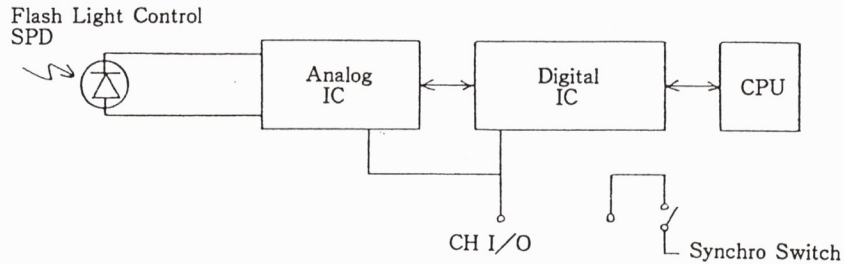 Flash Light Control
SPD
Analog
IC
Digital
IC
CPU
CH I/O
Synchro Switch